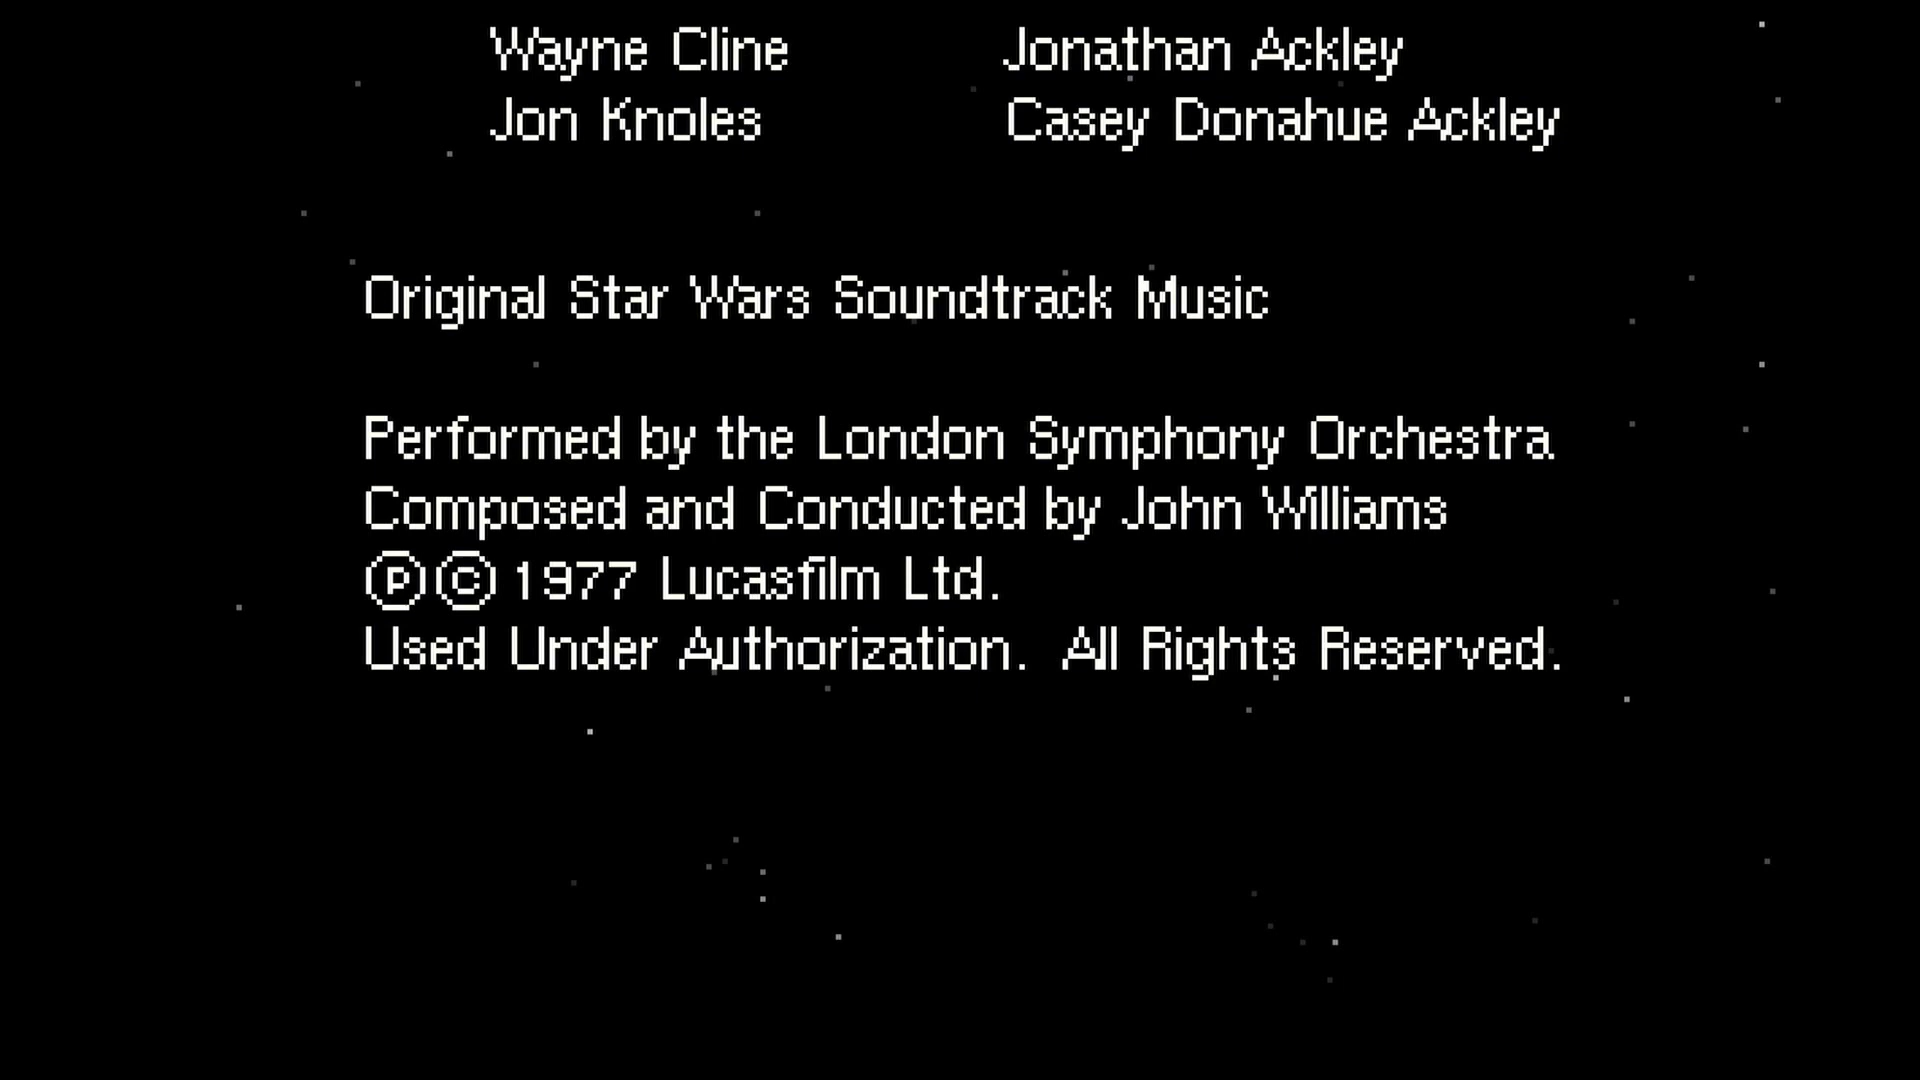 Wayne Cline Jonathan Ackley
Jon Knoles Casey Donahue Ackley
Original Star Wars Soundtrack Music
Performed by the London Symphony Orchestra
Composed and Conducted by John Williams
Ⓟ© 1977 Lucasfilm Ltd.
Used Under Authorization. All Rights Reserved.